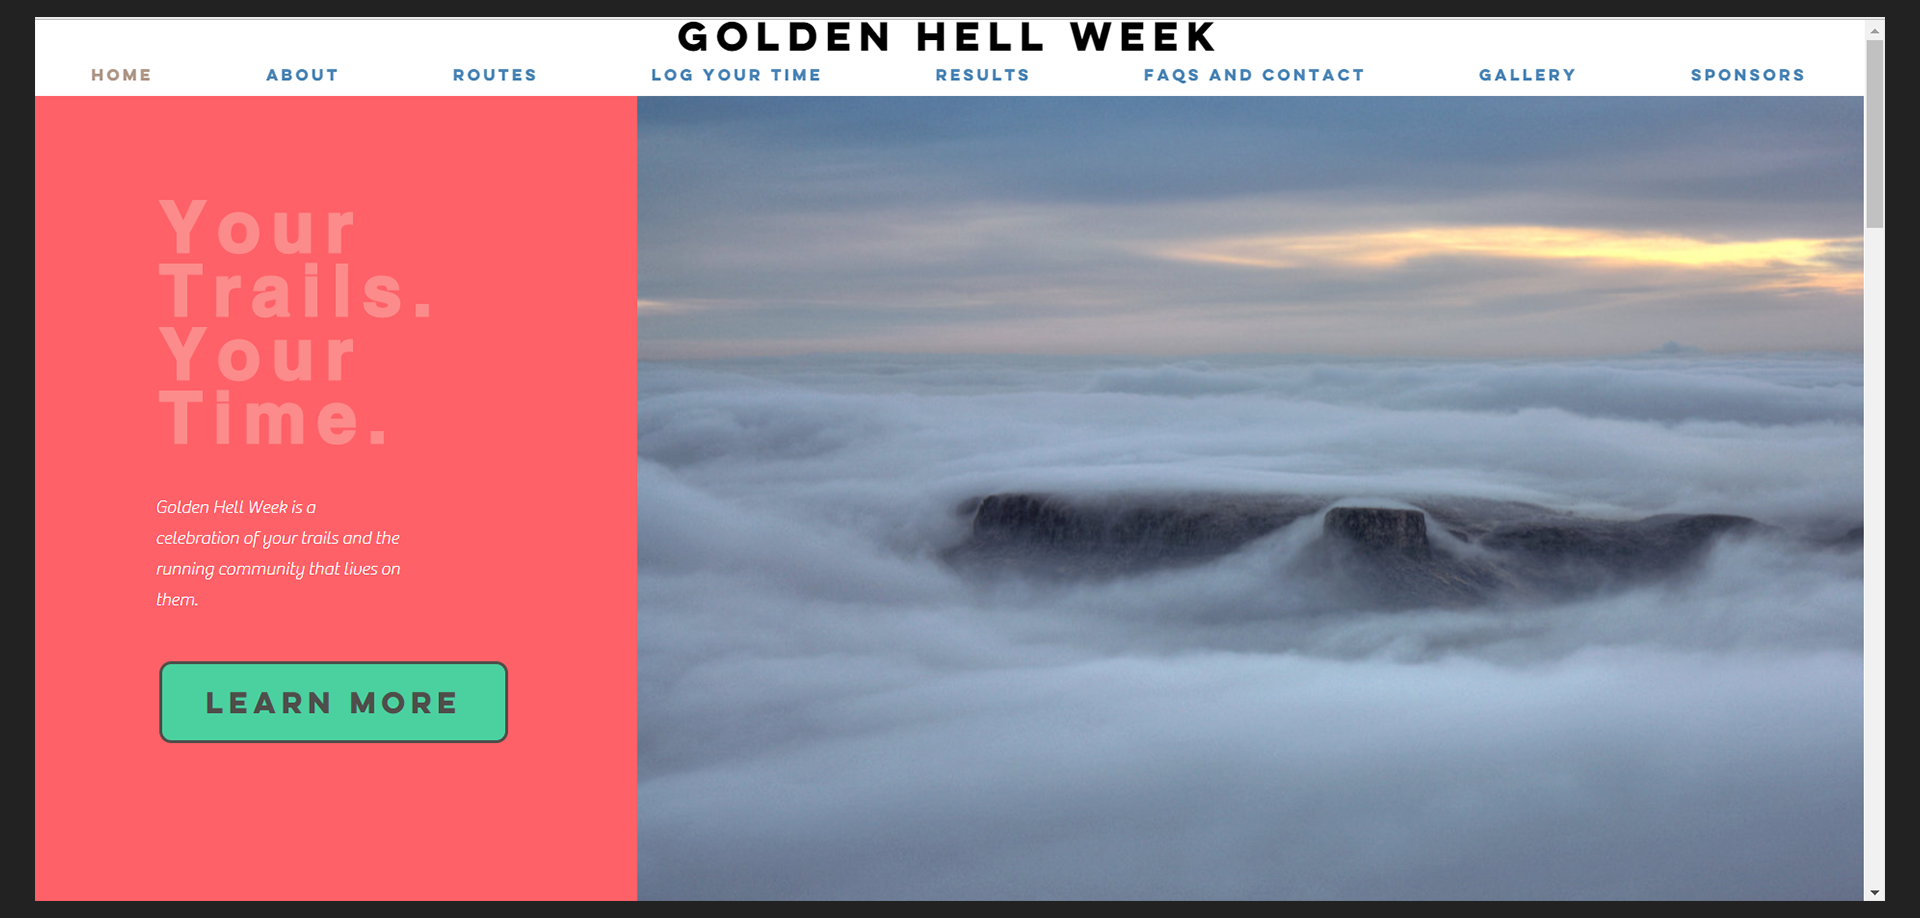 GOLDEN HELL WEEK
HOME ABOUT ROUTES LOG YOUR TIME RESULTS FAQS AND CONTACT GALLERY SPONSORS
Your
Trails.
Your
Time.
Golden Hell Week is a
celebration of your trails and the
running community that lives on
them.
LEARN MORE